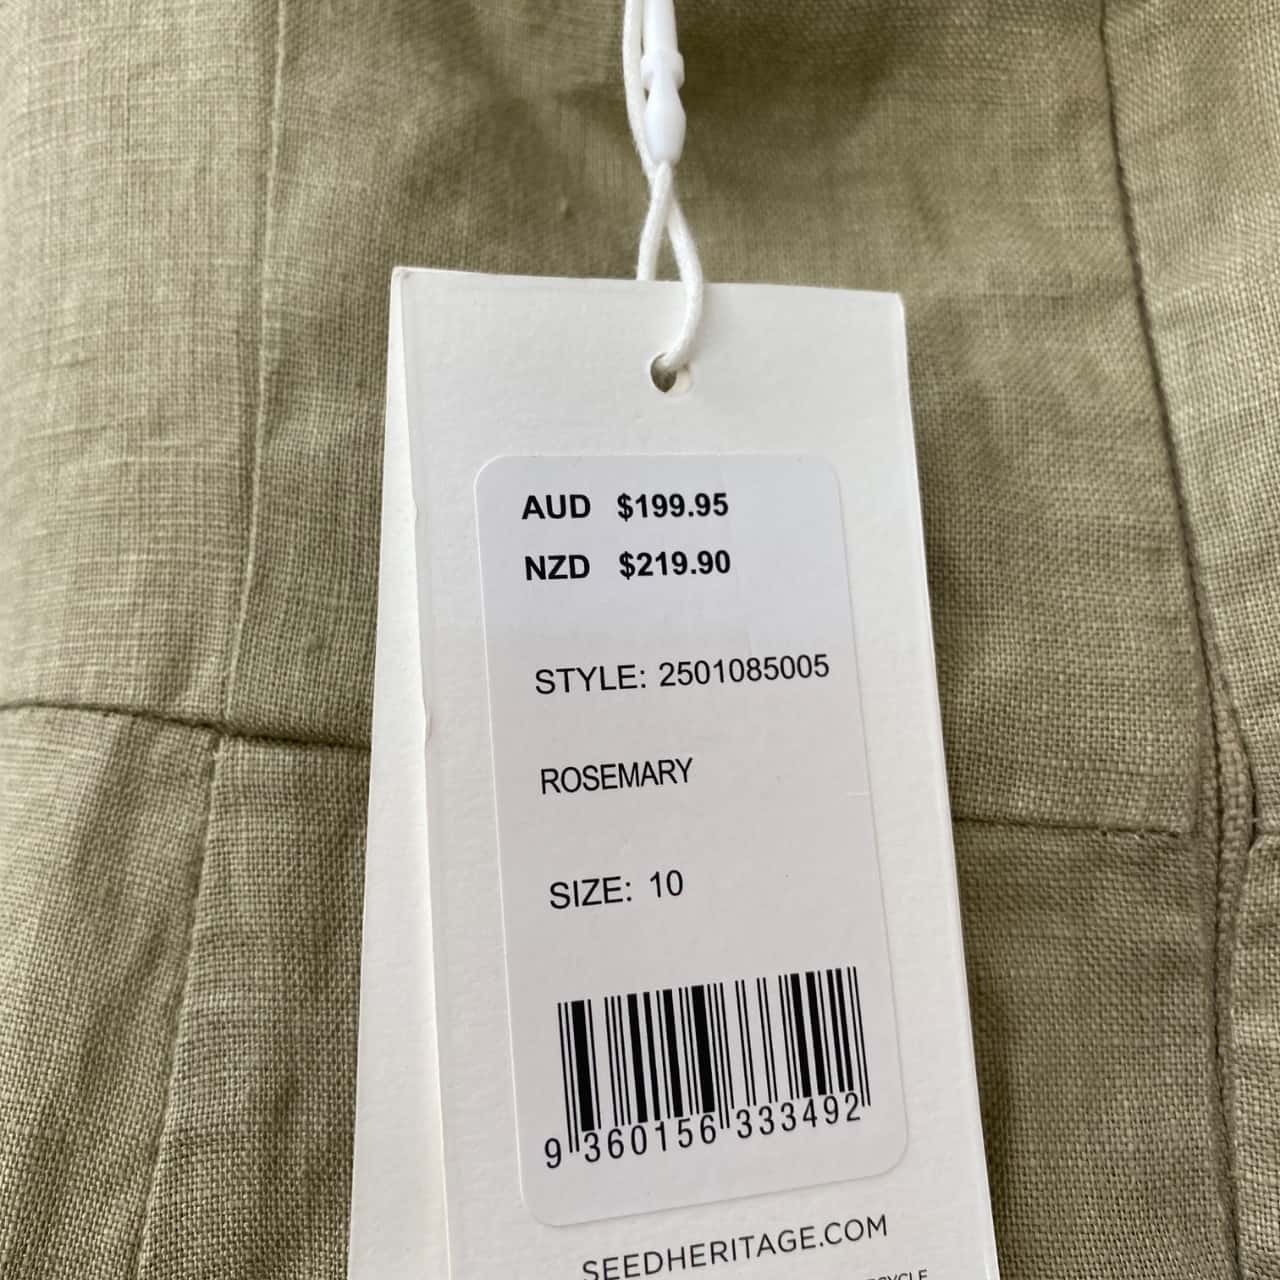 AUD $199.95
NZD $219.90
STYLE: 2501085005
ROSEMARY
SIZE: 10
9 360156 333492
SEEDHERITAGE.COM